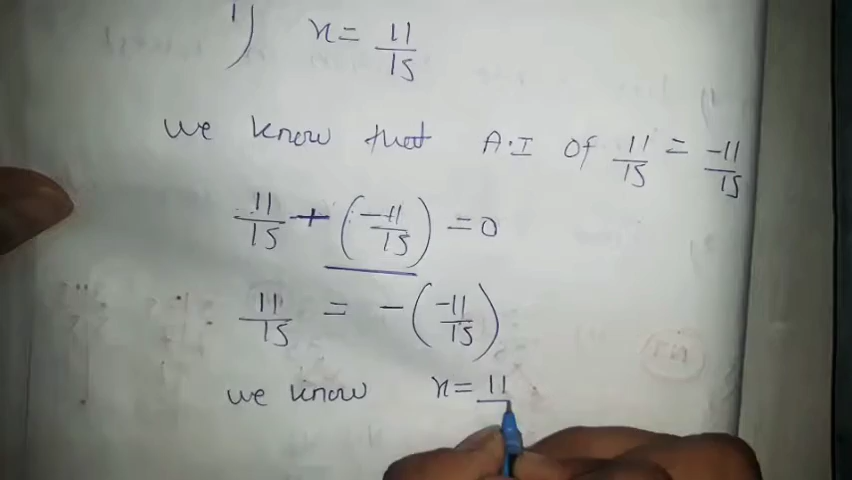 1) x = 11/15
we know that A.I of 11/15 = -11/15
11/15 + (-11/15) = 0
11/15 = -(-11/15)
we know x = 11